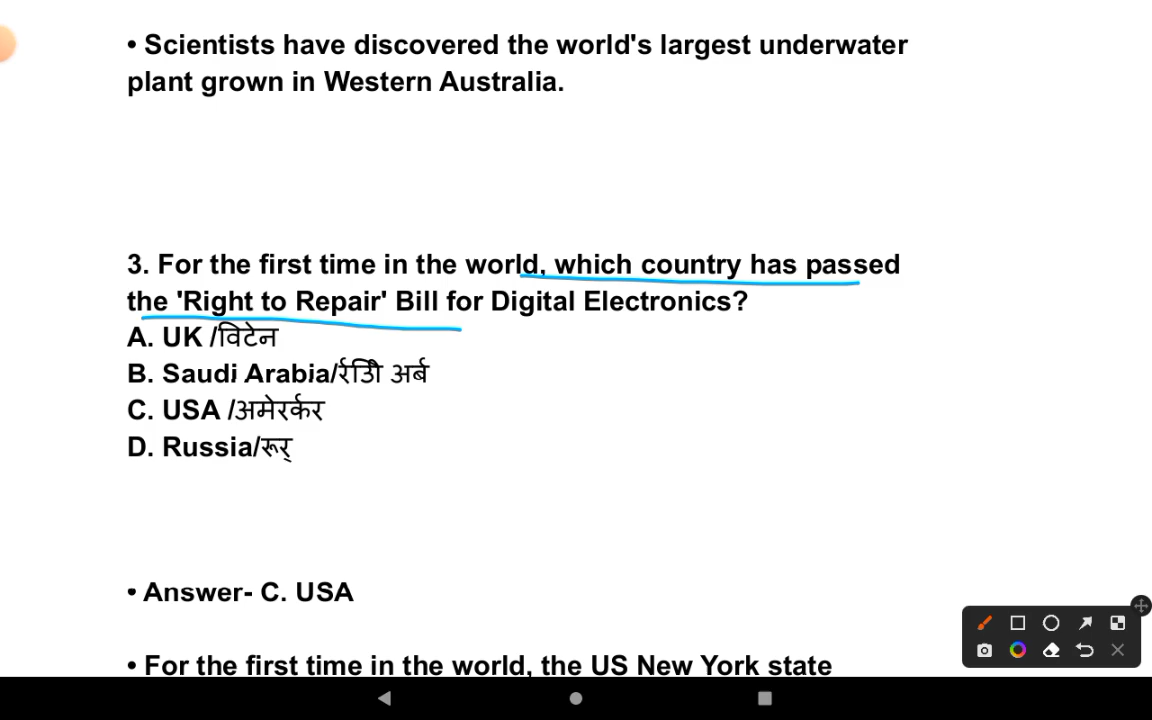 • Scientists have discovered the world's largest underwater
plant grown in Western Australia.
3. For the first time in the world, which country has passed
the 'Right to Repair' Bill for Digital Electronics?
A. UK /विटेन
B. Saudi Arabia/र्रउिी अर्ब
C. USA /अमेरर्कर
D. Russia/रूर्
• Answer- C. USA
• For the first time in the world, the US New York state